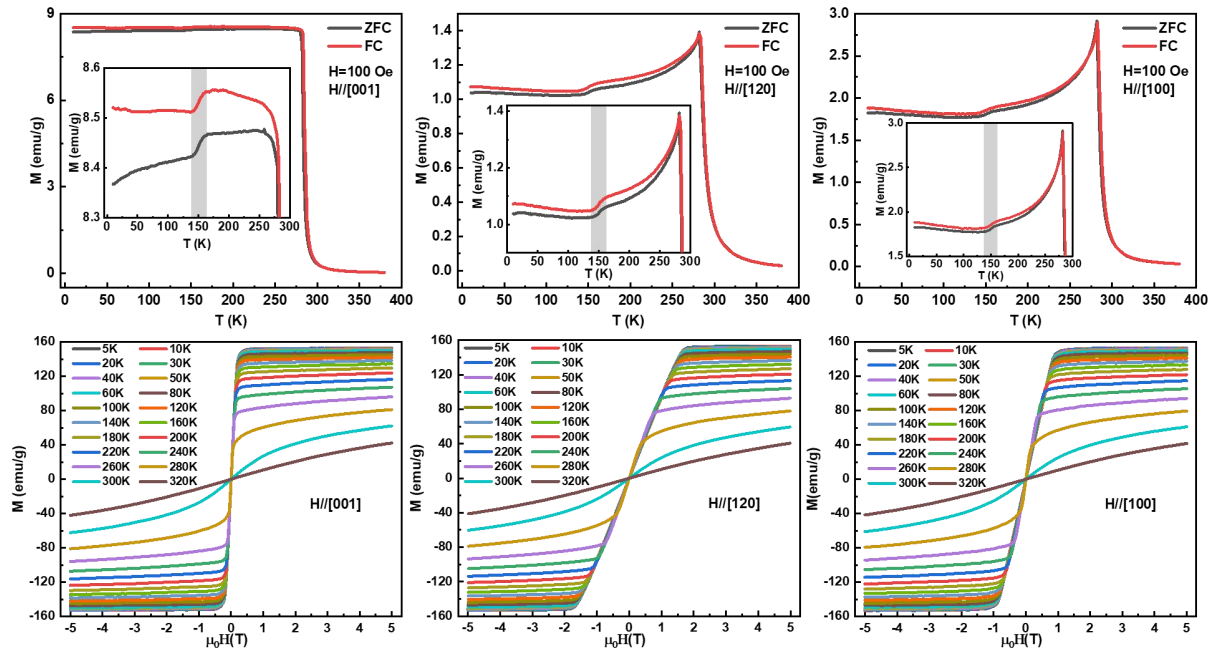 9
6
3
0
M (emu/g)
0 50 100 150 200 250 300 350 400
T (K)
ZFC
FC
H=100 Oe
H//[001]
8.6
8.5
8.4
8.3
M (emu/g)
0 50 100 150 200 250 300
T (K)
1.4
1.2
1.0
0.8
0.6
0.4
0.2
0.0
M (emu/g)
0 50 100 150 200 250 300 350 400
T (K)
ZFC
FC
H=100 Oe
H//[120]
1.4
1.2
1.0
M (emu/g)
0 50 100 150 200 250 300
T (K)
3.0
2.5
2.0
1.5
1.0
0.5
0.0
M (emu/g)
0 50 100 150 200 250 300 350 400
T (K)
ZFC
FC
H=100 Oe
H//[100]
3.0
2.5
2.0
1.5
M (emu/g)
0 50 100 150 200 250 300
T (K)
160
120
80
40
0
-40
-80
-120
-160
M (emu/g)
5K 10K
20K 30K
40K 50K
60K 80K
100K 120K
140K 160K
180K 200K
220K 240K
260K 280K
300K 320K
H//[001]
-5 -4 -3 -2 -1 0 1 2 3 4 5
μ0H(T)
160
120
80
40
0
-40
-80
-120
-160
M (emu/g)
5K 10K
20K 30K
40K 50K
60K 80K
100K 120K
140K 160K
180K 200K
220K 240K
260K 280K
300K 320K
H//[120]
-5 -4 -3 -2 -1 0 1 2 3 4 5
μ0H(T)
160
120
80
40
0
-40
-80
-120
-160
M(emu/g)
5K 10K
20K 30K
40K 50K
60K 80K
100K 120K
140K 160K
180K 200K
220K 240K
260K 280K
300K 320K
H//[100]
-5 -4 -3 -2 -1 0 1 2 3 4 5
μ0H(T)